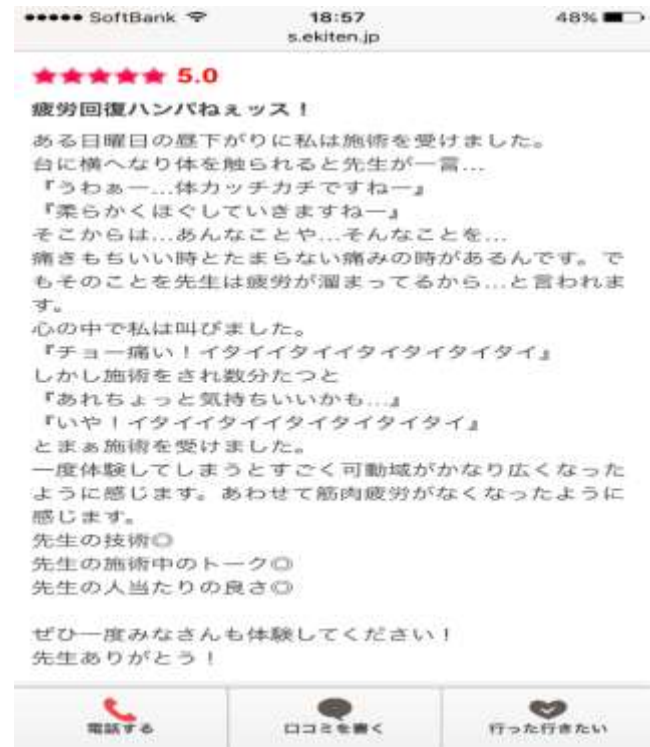 SoftBank 18:57 48%
s.ekiten.jp
★★★★★ 5.0
疲労回復ハンパねぇッス！
ある日曜日の昼下がりに私は施術を受けました。
台に横へなり体を触られると先生が一言…
『うわぁー…体カッチカチですねー』
『柔らかくほぐしていきますねー』
そこからは…あんなことや…そんなことを…
痛きもちいい時とたまらない痛みの時があるんです。で
もそのことを先生は疲労が溜まってるから…と言われま
す。
心の中で私は叫びました。
『チョー痛い！イタイイタイイタイタイタイタイ』
しかし施術をされ数分たつと
『あれちょっと気持ちいいかも…』
『いや！イタイイタイイタイタイタイタイ』
とまぁ施術を受けました。
一度体験してしまうとすごく可動域がかなり広くなった
ように感じます。あわせて筋肉疲労がなくなったように
感じます。
先生の技術◎
先生の施術中のトーク◎
先生の人当たりの良さ◎
ぜひ一度みなさんも体験してください！
先生ありがとう！
電話する 口コミを書く 行った行きたい